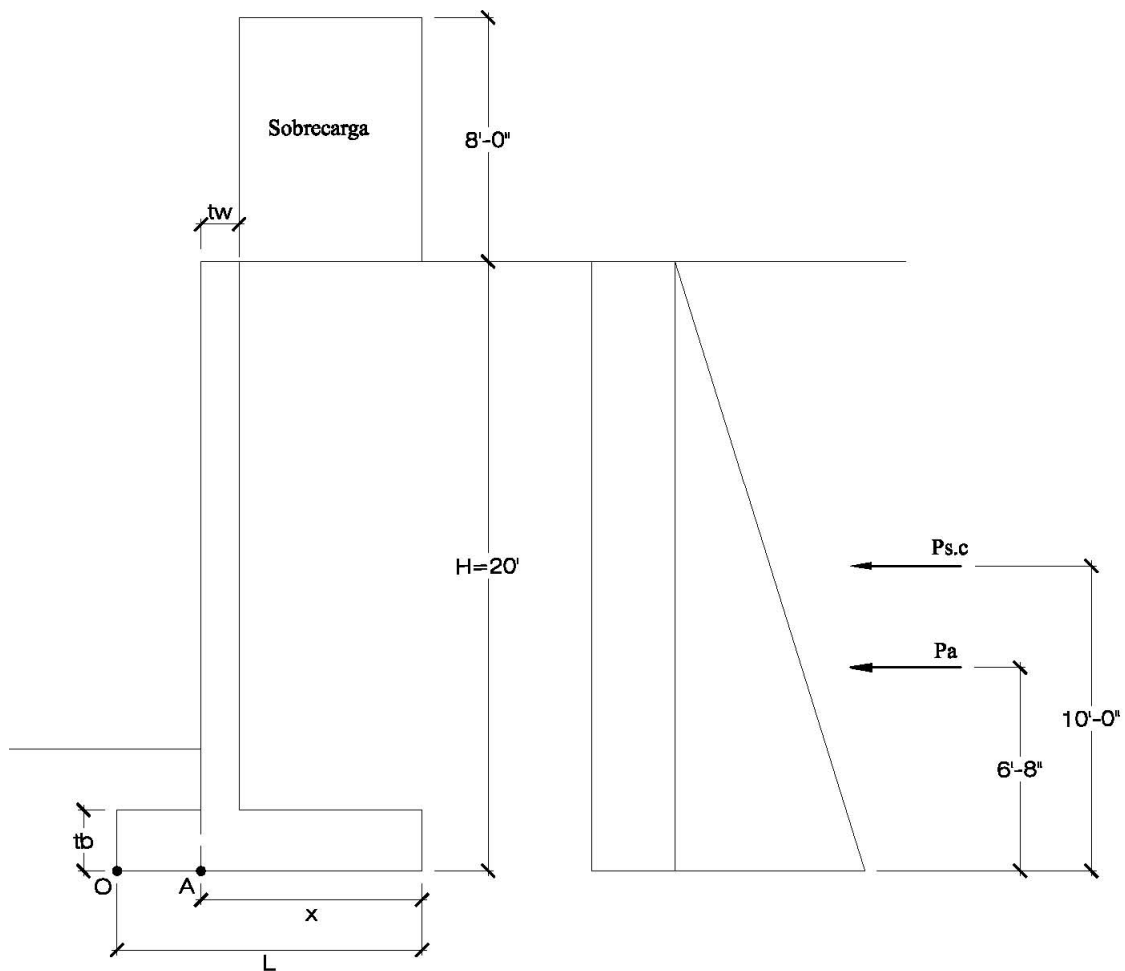 Sobrecarga
8'-0"
tw
H=20'
Ps.c
Pa
10'-0"
6'-8"
tb
O
A
x
L